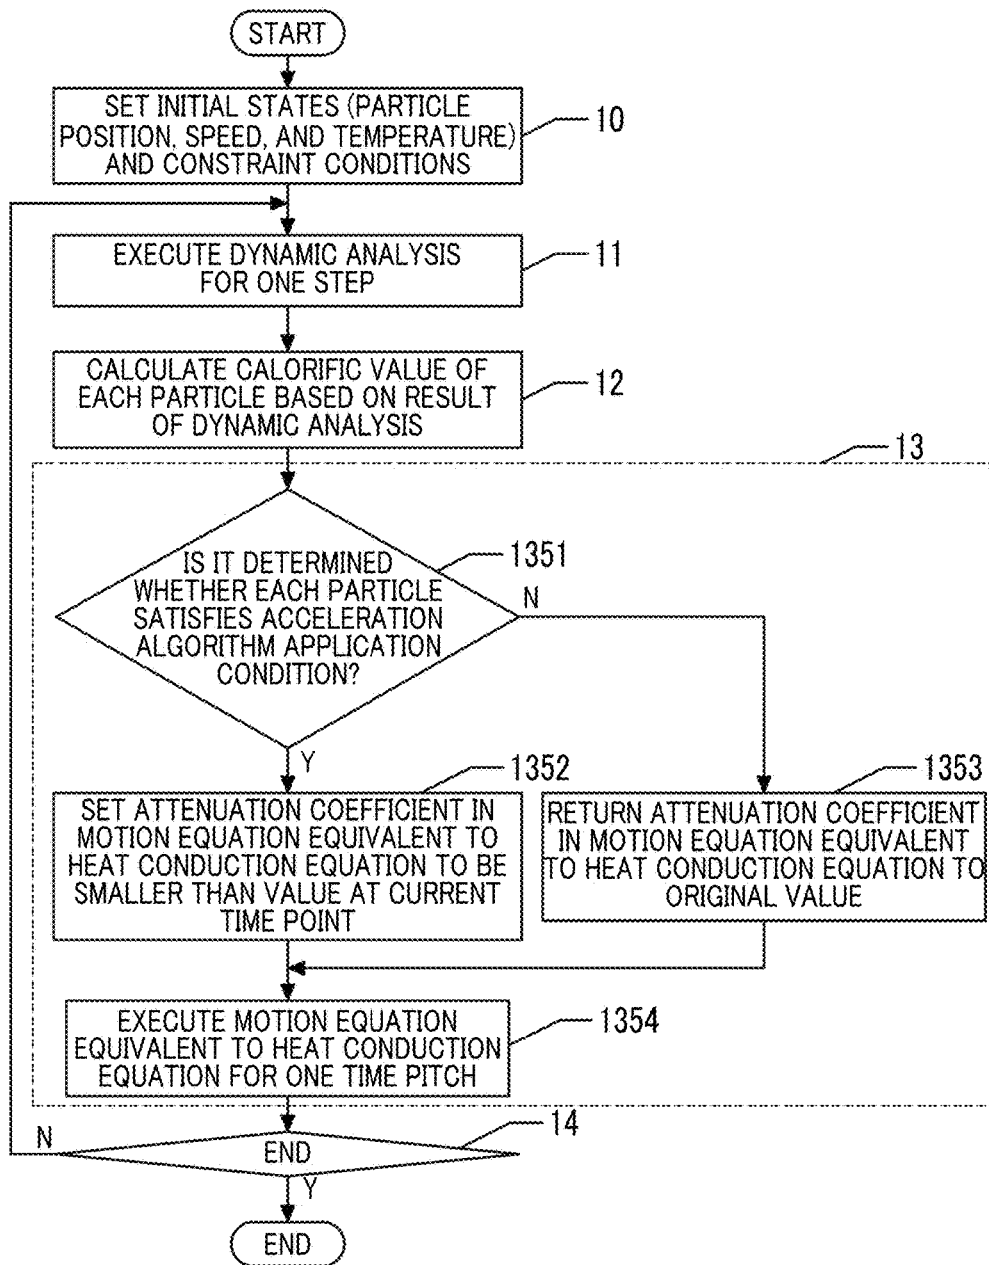 START
SET INITIAL STATES (PARTICLE
POSITION, SPEED, AND TEMPERATURE)
AND CONSTRAINT CONDITIONS
10
EXECUTE DYNAMIC ANALYSIS
FOR ONE STEP
11
CALCULATE CALORIFIC VALUE OF
EACH PARTICLE BASED ON RESULT
OF DYNAMIC ANALYSIS
12
13
IS IT DETERMINED
WHETHER EACH PARTICLE
SATISFIES ACCELERATION
ALGORITHM APPLICATION
CONDITION?
1351
N
Y
1352
SET ATTENUATION COEFFICIENT IN
MOTION EQUATION EQUIVALENT TO
HEAT CONDUCTION EQUATION TO BE
SMALLER THAN VALUE AT CURRENT
TIME POINT
1353
RETURN ATTENUATION COEFFICIENT
IN MOTION EQUATION EQUIVALENT
TO HEAT CONDUCTION EQUATION TO
ORIGINAL VALUE
EXECUTE MOTION EQUATION
EQUIVALENT TO HEAT CONDUCTION
EQUATION FOR ONE TIME PITCH
1354
N
END
14
Y
END